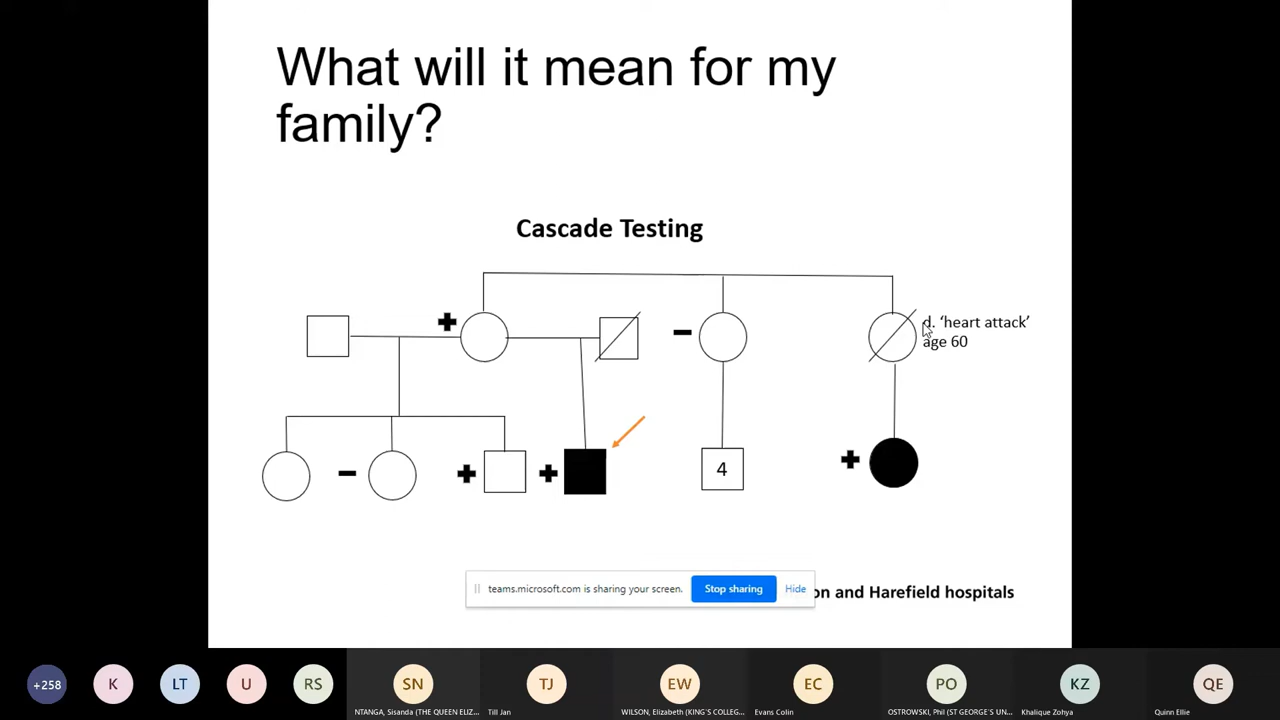 What will it mean for my
family?
Cascade Testing
d. ‘heart attack’
age 60
4
teams.microsoft.com is sharing your screen.
Stop sharing
Hide
on and Harefield hospitals
+258
K
LT
U
RS
SN
TJ
EW
EC
PO
KZ
QE
NTANGA, Sisanda (THE QUEEN ELIZ...
Till Jan
WILSON, Elizabeth (KING'S COLLEG...
Evans Colin
OSTROWSKI, Phil (ST GEORGE'S UN...
Khalique Zohya
Quinn Ellie